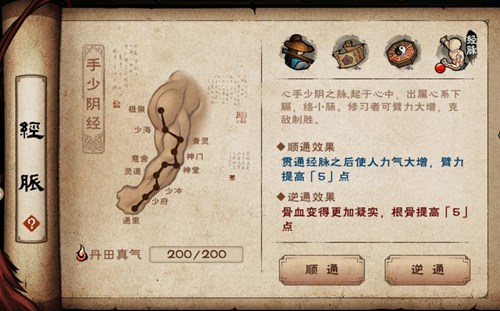 經脈
手少阴经
极泉
少海
青灵
意舍
神门
灵道
神堂
少冲
少府
通里
丹田真气
200/200
经脉
心手少阴之脉,起于心中，出属心系下
膈，络小肠。修习者可臂力大增，克
敌制胜。
顺通效果
贯通经脉之后使人力气大增，臂力
提高「5」点
逆通效果
骨血变得更加凝实，根骨提高「5」
点
顺通
逆通